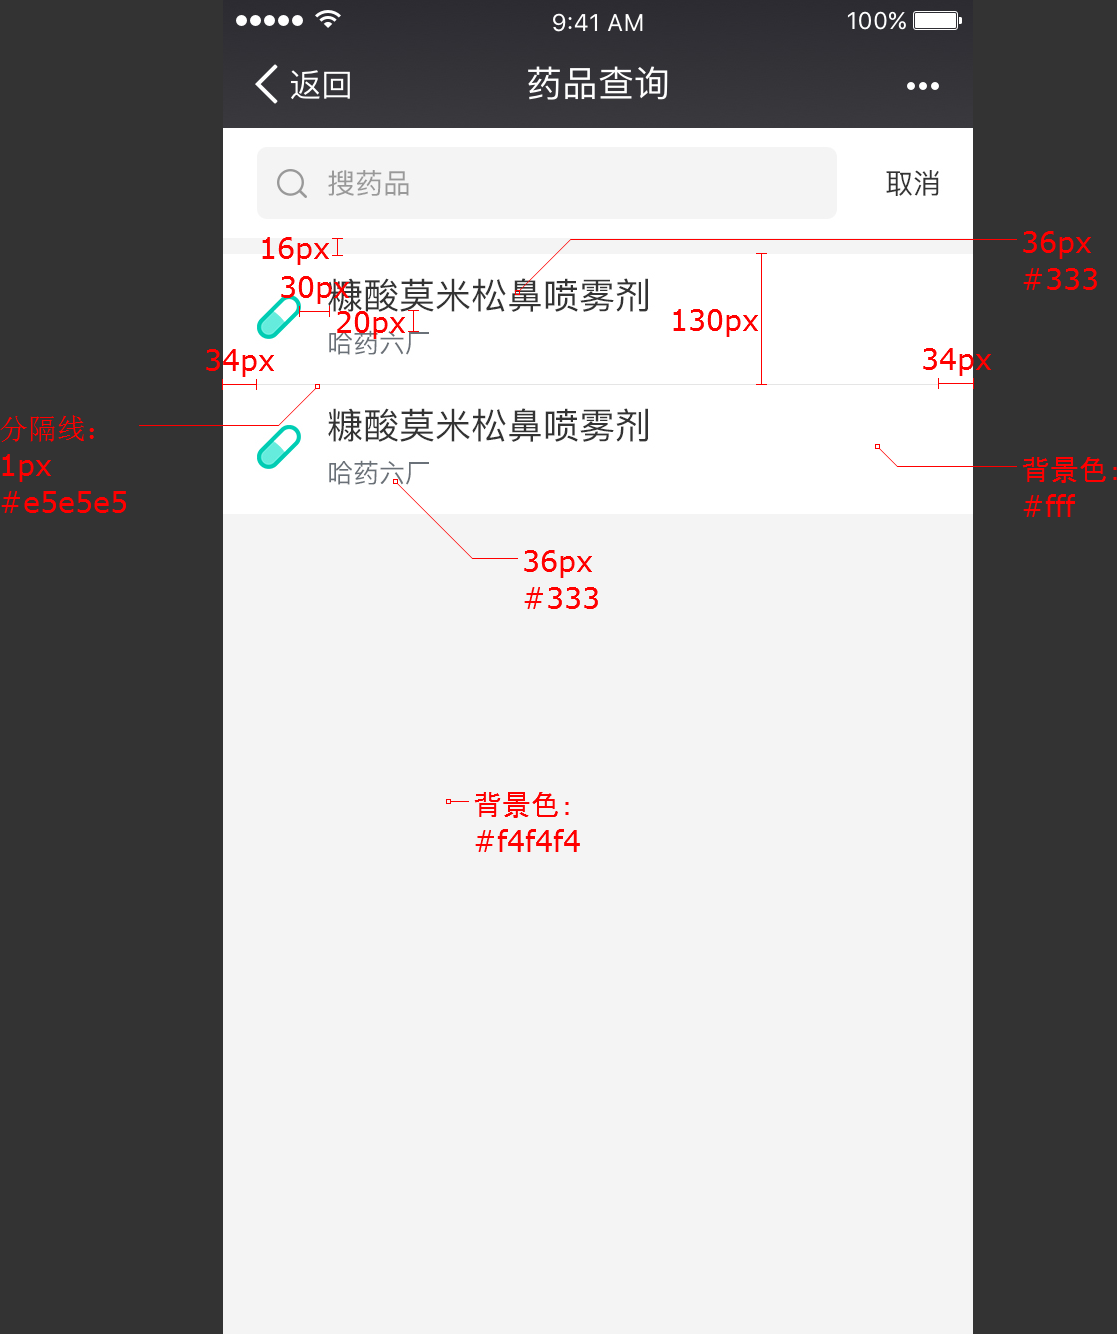 9:41 AM
100%
返回
药品查询
搜药品
取消
16px
36px
#333
30px
糠酸莫米松鼻喷雾剂
20px
130px
哈药六厂
34px
34px
分隔线：
1px
#e5e5e5
糠酸莫米松鼻喷雾剂
哈药六厂
背景色：
#fff
36px
#333
背景色：
#f4f4f4